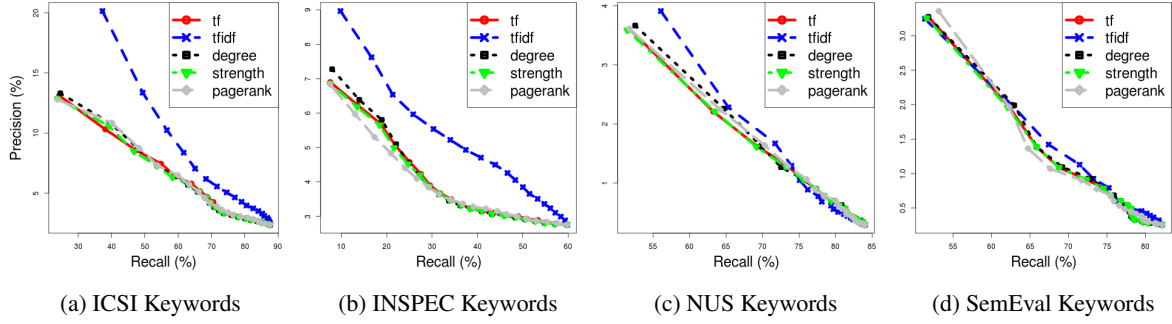 Precision (%)
20
15
10
5
30
40
50
60
70
80
90
Recall (%)
tf
tfidf
degree
strength
pagerank
(a) ICSI Keywords
9
8
7
6
5
4
3
10
20
30
40
50
60
Recall (%)
tf
tfidf
degree
strength
pagerank
(b) INSPEC Keywords
4
3
2
1
55
60
65
70
75
80
85
Recall (%)
tf
tfidf
degree
strength
pagerank
(c) NUS Keywords
3.0
2.5
2.0
1.5
1.0
0.5
55
60
65
70
75
80
Recall (%)
tf
tfidf
degree
strength
pagerank
(d) SemEval Keywords